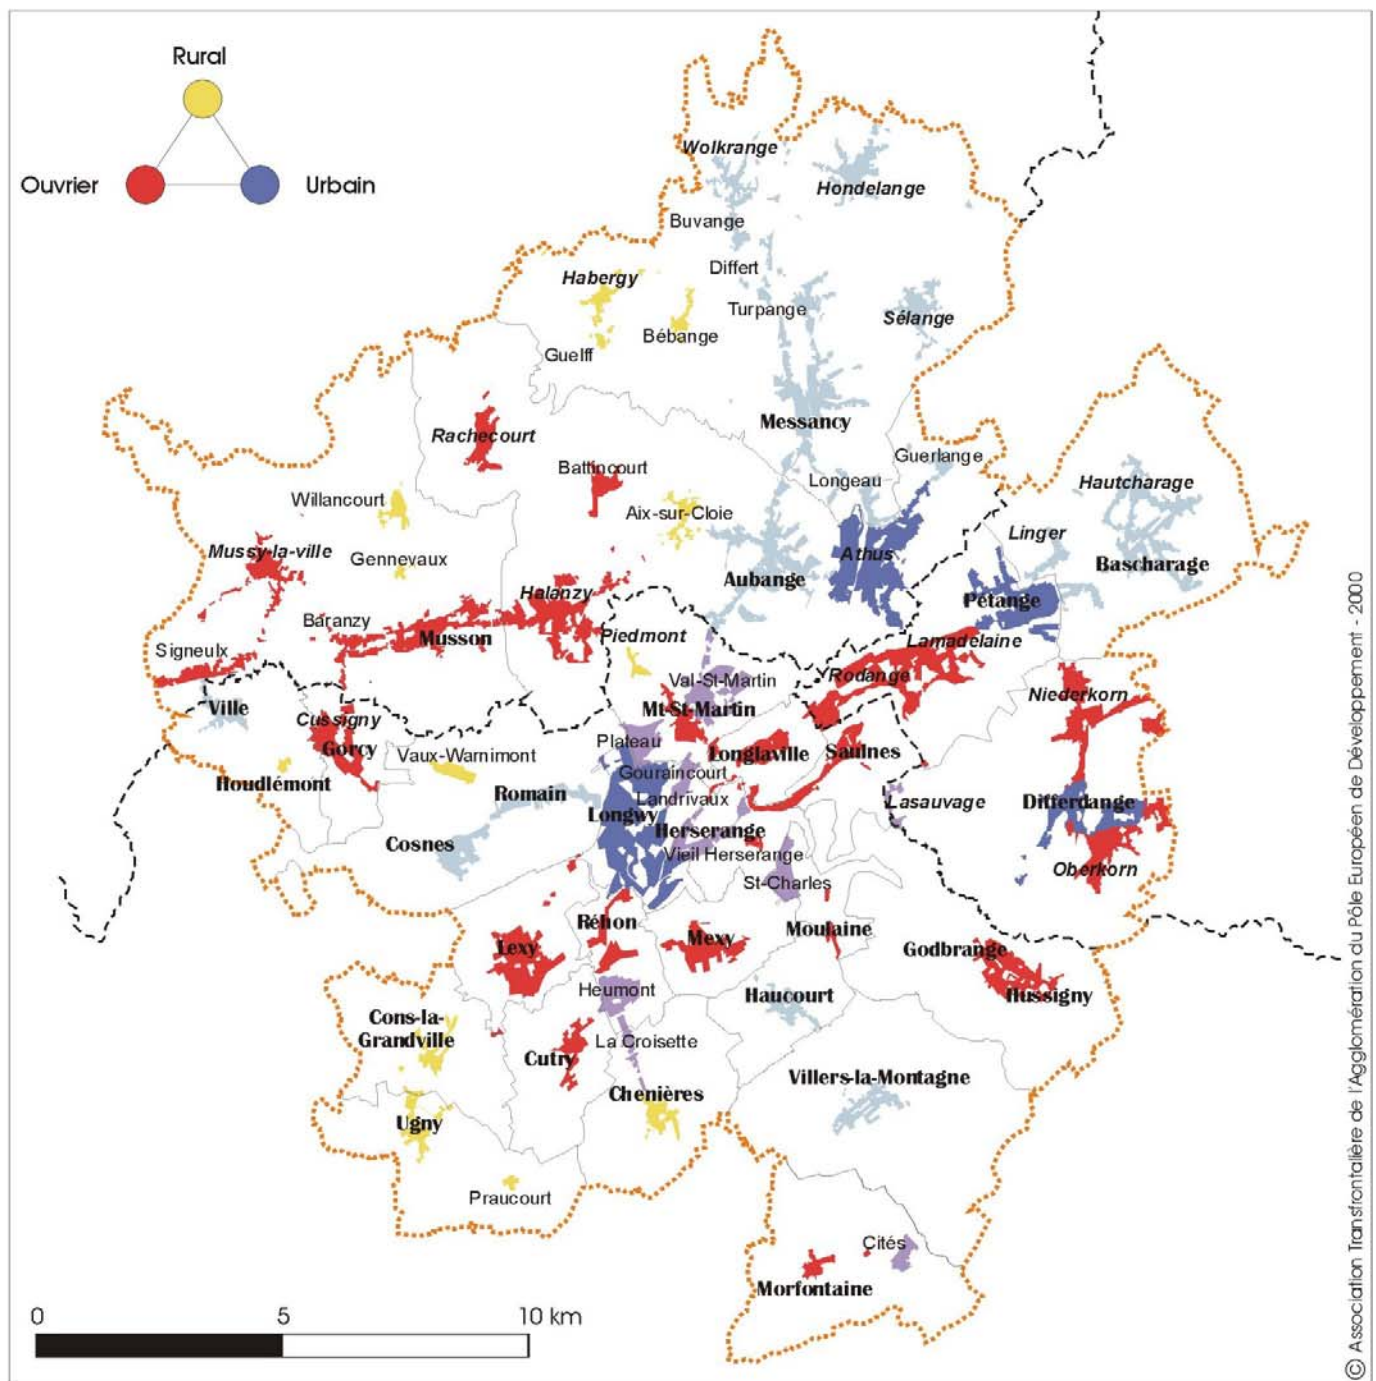 Rural
Ouvrier
Urbain
Wolkrange
Hondelange
Buvange
Differt
Habergy
Turpange
Sélange
Bébange
Guelff
Messancy
Rachecourt
Guerlange
Battincourt
Longeau
Hautcharage
Willancourt
Aix-sur-Cloie
Linger
Mussy-la-ville
Athus
Gennevaux
Bascharage
Aubange
Halanzy
Pétange
Baranzy
Musson
Piedmont
Lamadelaine
Signeulx
Rodange
Val-St-Martin
Niederkorn
Ville
Mt-St-Martin
Cussigny
Gorcy
Plateau
Longlaville
Saulnes
Vaux-Warnimont
Gouraincourt
Houdlémont
Romain
Landrivaux
Lasauvage
Differdange
Longwy
Herserange
Cosnes
Vieil Herserange
Oberkorn
St-Charles
Réhon
Moulaine
Mexy
Lexy
Godbrange
Heumont
Haucourt
Hussigny
Cons-la-
Grandville
La Croisette
Cutry
Villers-la-Montagne
Chenières
Ugny
Praucourt
Cités
Morfontaine
0 5 10 km
© Association Transfrontalière de l'Agglomération du Pôle Européen de Développement - 2000